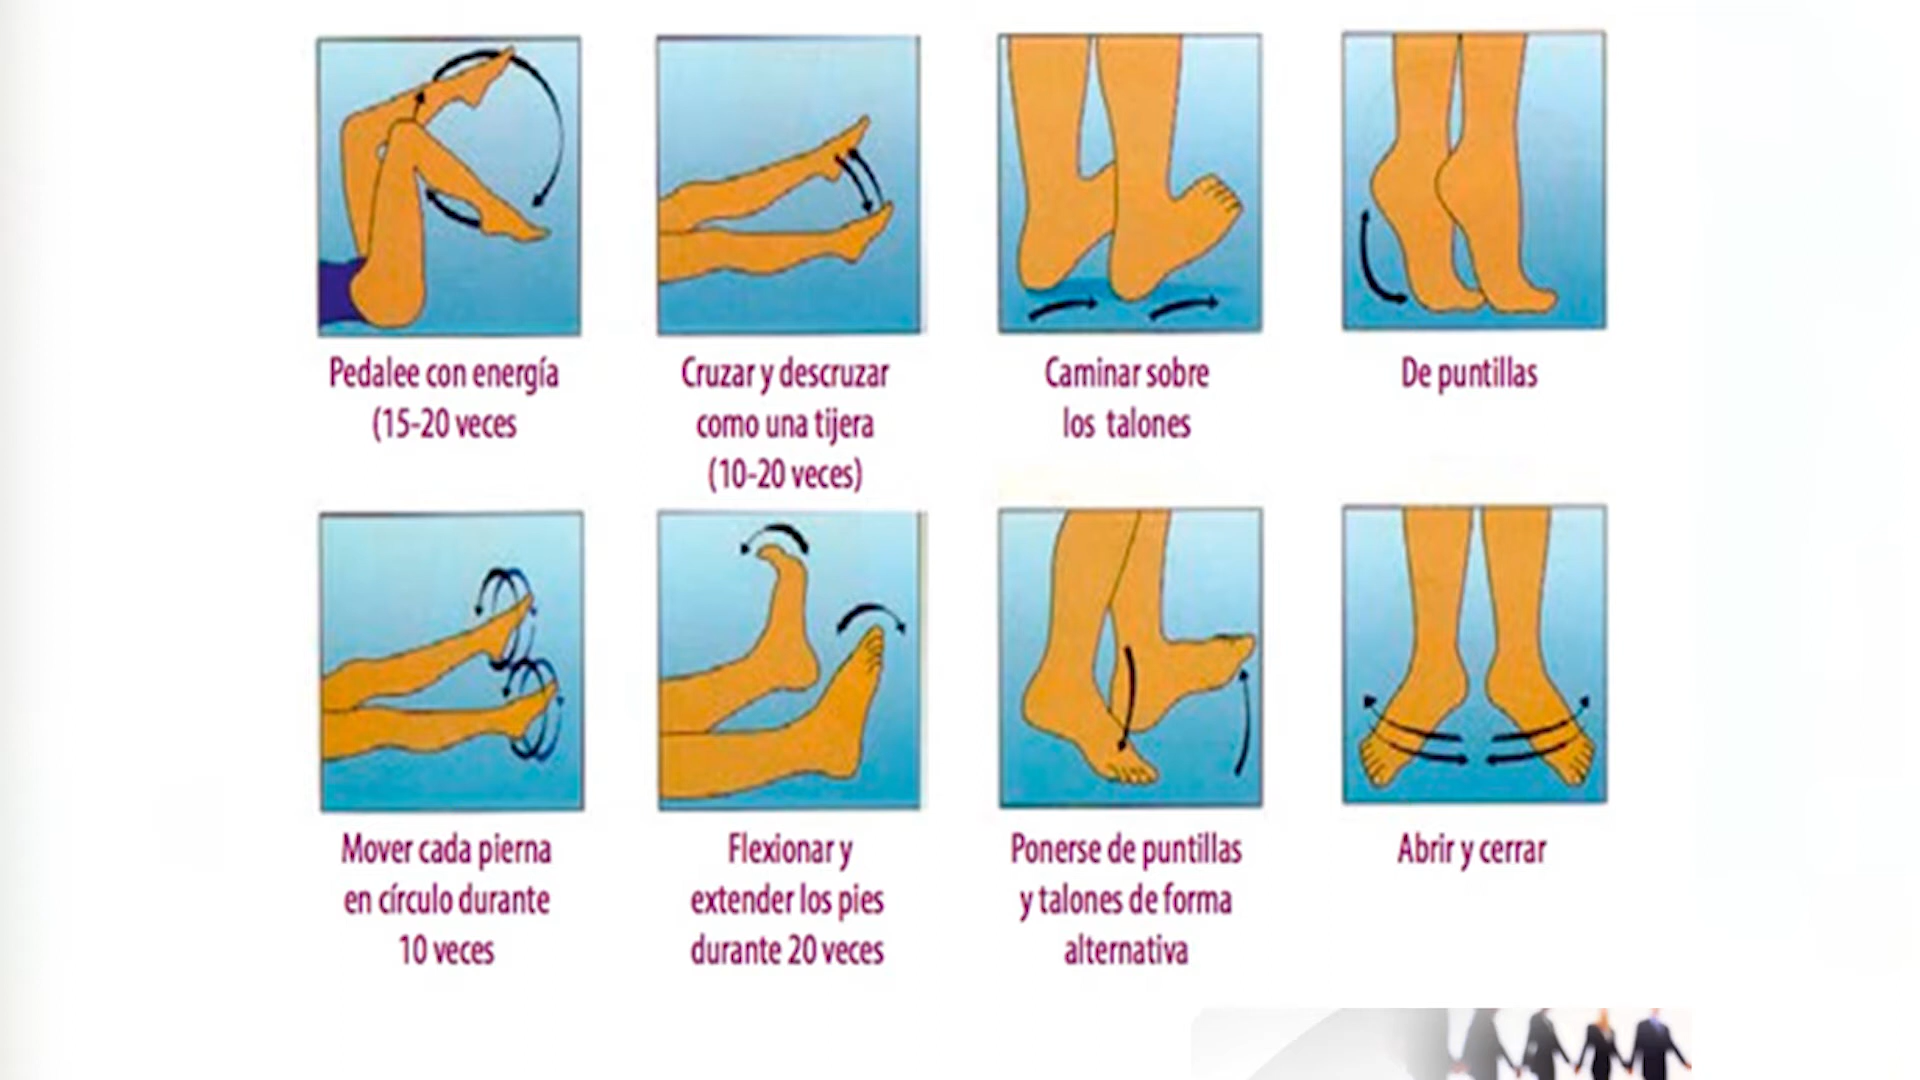 Pedalee con energía
(15-20 veces
Cruzar y descruzar
como una tijera
(10-20 veces)
Caminar sobre
los talones
De puntillas
Mover cada pierna
en círculo durante
10 veces
Flexionar y
extender los pies
durante 20 veces
Ponerse de puntillas
y talones de forma
alternativa
Abrir y cerrar